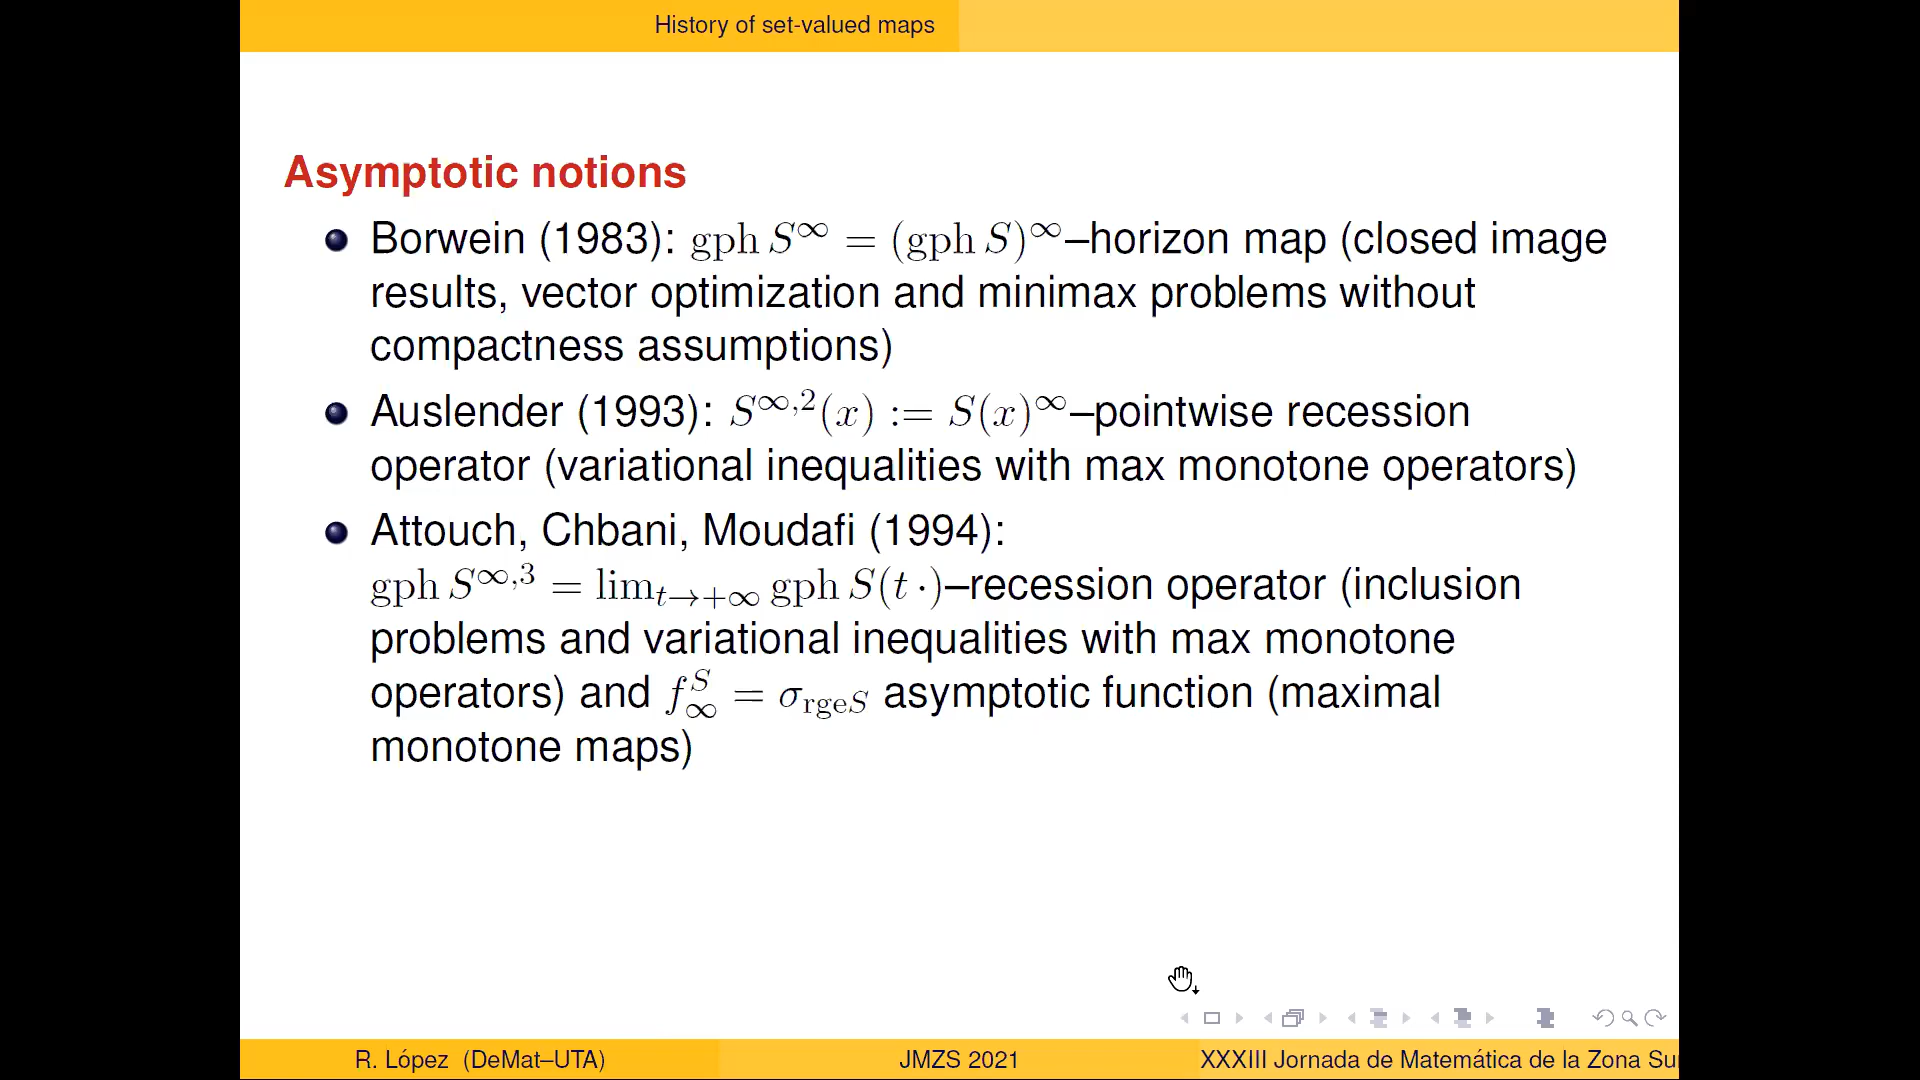 History of set-valued maps
Asymptotic notions
Borwein (1983): gph S^∞ = (gph S)^∞–horizon map (closed image
results, vector optimization and minimax problems without
compactness assumptions)
Auslender (1993): S^{∞,2}(x) := S(x)^∞–pointwise recession
operator (variational inequalities with max monotone operators)
Attouch, Chbani, Moudafi (1994):
gph S^{∞,3} = lim_{t→+∞} gph S(t ·)–recession operator (inclusion
problems and variational inequalities with max monotone
operators) and f_∞^S = σ_{rgeS} asymptotic function (maximal
monotone maps)
R. López (DeMat–UTA)
JMZS 2021
XXXIII Jornada de Matemática de la Zona Su